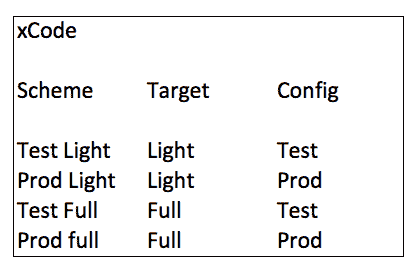 xCode
Scheme Target Config
Test Light Light Test
Prod Light Light Prod
Test Full Full Test
Prod full Full Prod